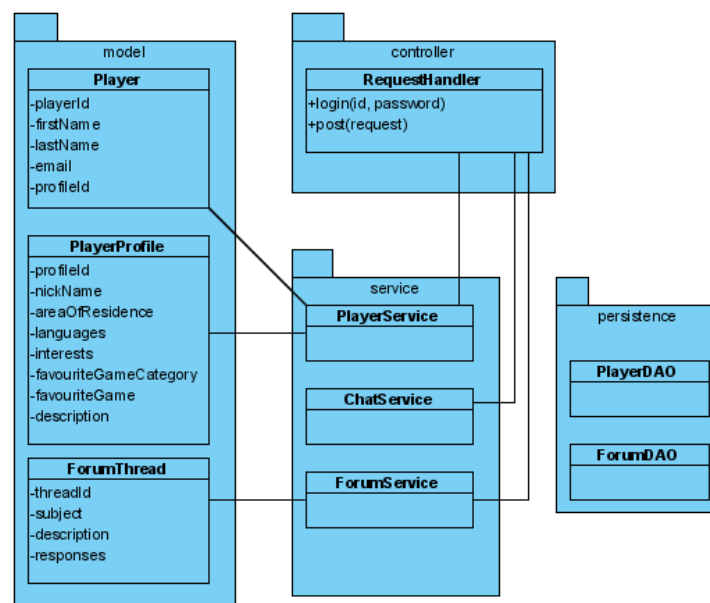 model
Player
-playerId
-firstName
-lastName
-email
-profileId
PlayerProfile
-profileId
-nickName
-areaOfResidence
-languages
-interests
-favouriteGameCategory
-favouriteGame
-description
ForumThread
-threadId
-subject
-description
-responses
controller
RequestHandler
+login(id, password)
+post(request)
service
PlayerService
ChatService
ForumService
persistence
PlayerDAO
ForumDAO